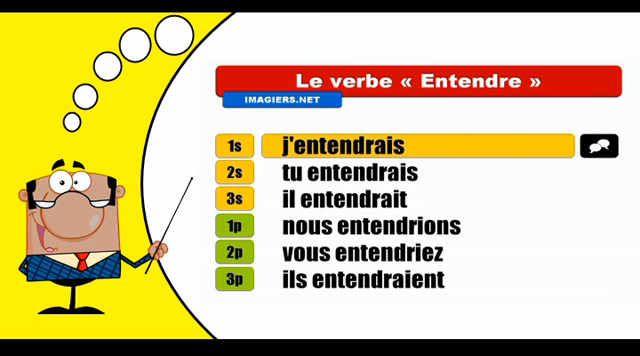 Le verbe « Entendre »
IMAGIERS.NET
1s j'entendrais
2s tu entendrais
3s il entendrait
1p nous entendrions
2p vous entendriez
3p ils entendraient